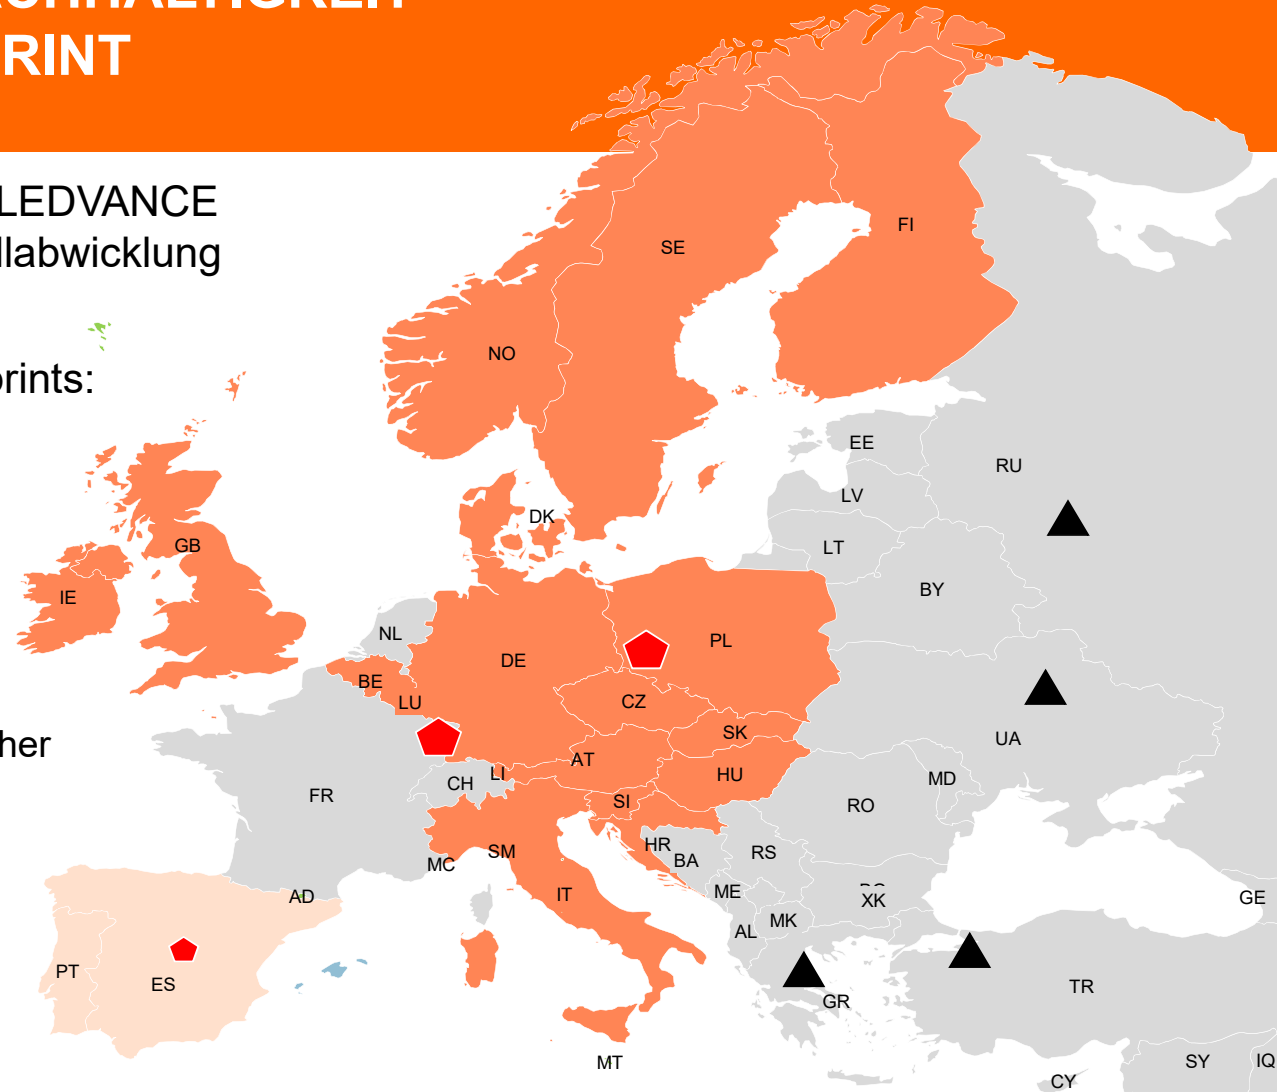 CHHALTIGKEIT
RINT
LEDVANCE
llabwicklung
rints:
her
FI
SE
NO
EE
RU
LV
DK
GB
LT
BY
IE
NL
PL
DE
BE
CZ
LU
SK
UA
AT
LI
HU
CH
MD
FR
SI
RO
HR
SM
RS
BA
MC
ME
IT
AD
XK
GE
MK
AL
PT
ES
TR
GR
MT
SY
IQ
CY